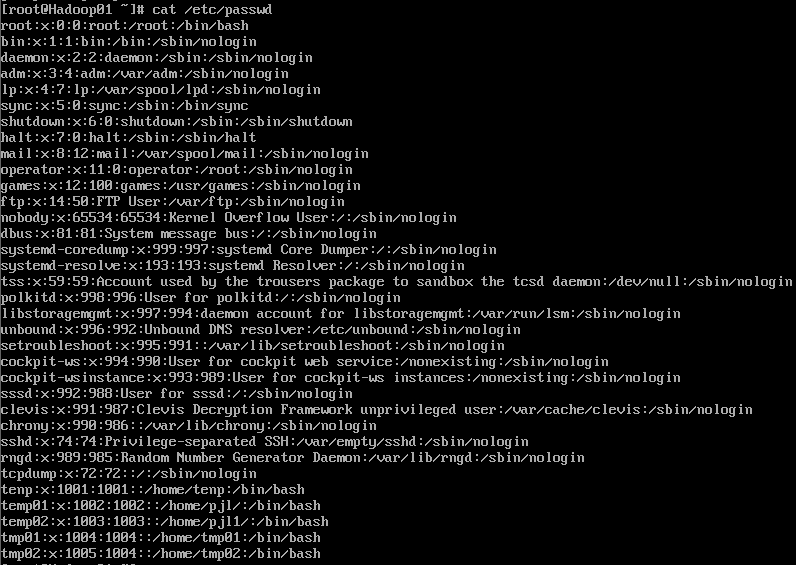 [root@Hadoop01 ~]# cat /etc/passwd
root:x:0:0:root:/root:/bin/bash
bin:x:1:1:bin:/bin:/sbin/nologin
daemon:x:2:2:daemon:/sbin:/sbin/nologin
adm:x:3:4:adm:/var/adm:/sbin/nologin
lp:x:4:7:lp:/var/spool/lpd:/sbin/nologin
sync:x:5:0:sync:/sbin:/bin/sync
shutdown:x:6:0:shutdown:/sbin:/sbin/shutdown
halt:x:7:0:halt:/sbin:/sbin/halt
mail:x:8:12:mail:/var/spool/mail:/sbin/nologin
operator:x:11:0:operator:/root:/sbin/nologin
games:x:12:100:games:/usr/games:/sbin/nologin
ftp:x:14:50:FTP User:/var/ftp:/sbin/nologin
nobody:x:65534:65534:Kernel Overflow User:/:/sbin/nologin
dbus:x:81:81:System message bus:/:/sbin/nologin
systemd-coredump:x:999:997:systemd Core Dumper:/:/sbin/nologin
systemd-resolve:x:193:193:systemd Resolver:/:/sbin/nologin
tss:x:59:59:Account used by the trousers package to sandbox the tcsd daemon:/dev/null:/sbin/nologin
polkitd:x:998:996:User for polkitd:/:/sbin/nologin
libstoragemgmt:x:997:994:daemon account for libstoragemgmt:/var/run/lsm:/sbin/nologin
unbound:x:996:992:Unbound DNS resolver:/etc/unbound:/sbin/nologin
setroubleshoot:x:995:991::/var/lib/setroubleshoot:/sbin/nologin
cockpit-ws:x:994:990:User for cockpit web service:/nonexisting:/sbin/nologin
cockpit-wsinstance:x:993:989:User for cockpit-ws instances:/nonexisting:/sbin/nologin
sssd:x:992:988:User for sssd:/:/sbin/nologin
clevis:x:991:987:Clevis Decryption Framework unprivileged user:/var/cache/clevis:/sbin/nologin
chrony:x:990:986::/var/lib/chrony:/sbin/nologin
sshd:x:74:74:Privilege-separated SSH:/var/empty/sshd:/sbin/nologin
rngd:x:989:985:Random Number Generator Daemon:/var/lib/rngd:/sbin/nologin
tcpdump:x:72:72::/:/sbin/nologin
tenp:x:1001:1001::/home/tenp:/bin/bash
temp01:x:1002:1002::/home/pjl/:/bin/bash
temp02:x:1003:1003::/home/pjl1/:/bin/bash
tmp01:x:1004:1004::/home/tmp01:/bin/bash
tmp02:x:1005:1004::/home/tmp02:/bin/bash